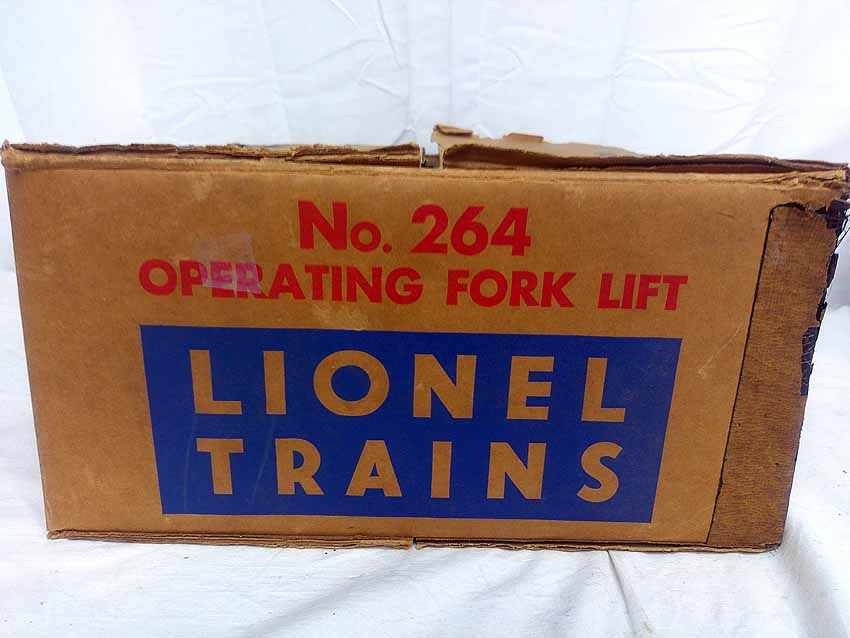 No. 264
OPERATING FORK LIFT
LIONEL
TRAINS